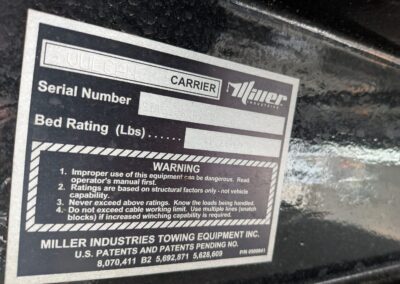 CARRIER
Miller
INDUSTRIES
Serial Number
Bed Rating (Lbs) ......
WARNING
1. Improper use of this equipment can be dangerous. Read
operator's manual first.
2. Ratings are based on structural factors only - not vehicle
capability.
3. Never exceed above ratings. Know the loads being handled.
4. Do not exceed cable working limit. Use multiple lines (snatch
blocks) if increased winching capability is required.
MILLER INDUSTRIES TOWING EQUIPMENT INC.
U.S. PATENTS AND PATENTS PENDING NO.
8,070,411 B2 5,692,871 5,628,609